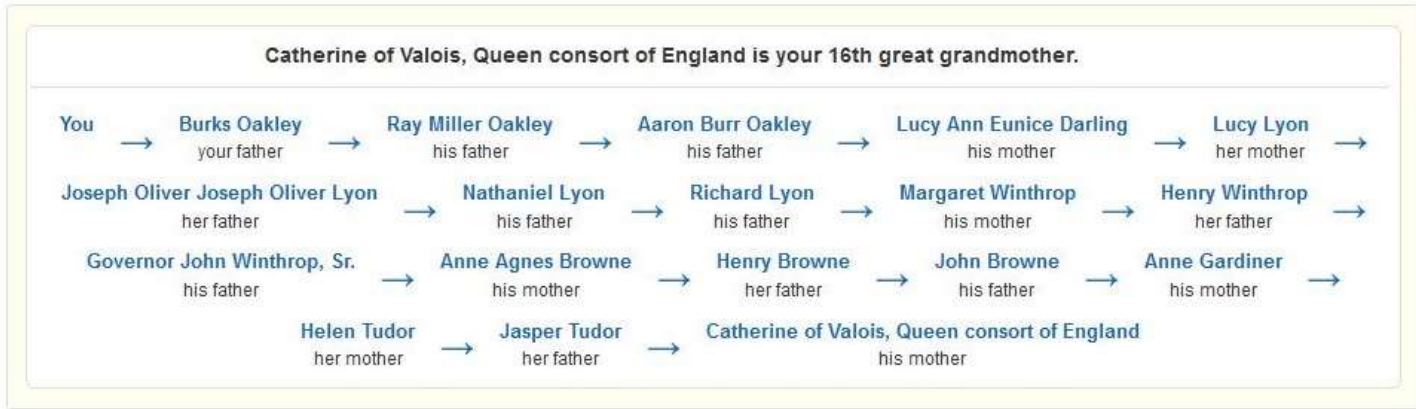 Catherine of Valois, Queen consort of England is your 16th great grandmother.
You → Burks Oakley → Ray Miller Oakley → Aaron Burr Oakley → Lucy Ann Eunice Darling → Lucy Lyon →
your father his father his father his mother her mother
Joseph Oliver Joseph Oliver Lyon → Nathaniel Lyon → Richard Lyon → Margaret Winthrop → Henry Winthrop →
her father his father his father his mother her father
Governor John Winthrop, Sr. → Anne Agnes Browne → Henry Browne → John Browne → Anne Gardiner →
his father his mother her father his father his mother
Helen Tudor → Jasper Tudor → Catherine of Valois, Queen consort of England
her mother her father his mother